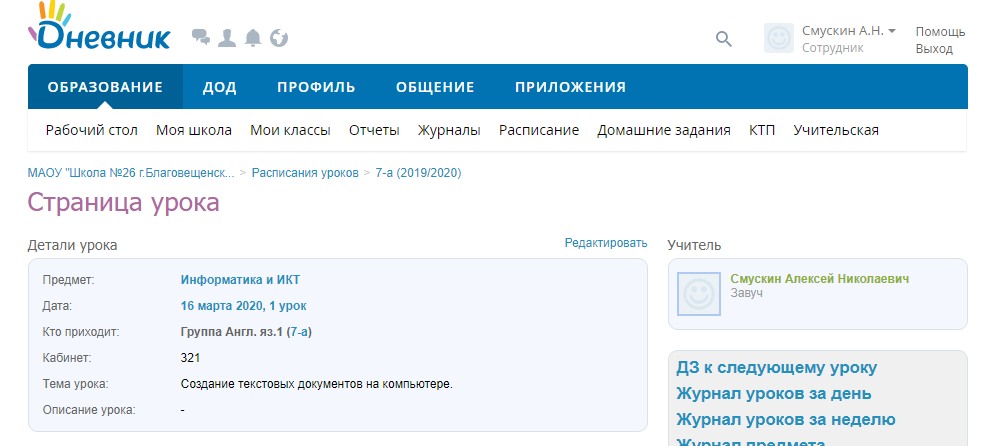 Дневник
Смускин А.Н.
Сотрудник
Помощь
Выход
ОБРАЗОВАНИЕ ДОД ПРОФИЛЬ ОБЩЕНИЕ ПРИЛОЖЕНИЯ
Рабочий стол Моя школа Мои классы Отчеты Журналы Расписание Домашние задания КТП Учительская
МАОУ "Школа №26 г.Благовещенск... > Расписания уроков > 7-а (2019/2020)
Страница урока
Детали урока Редактировать
Предмет: Информатика и ИКТ
Дата: 16 марта 2020, 1 урок
Кто приходит: Группа Англ. яз.1 (7-а)
Кабинет: 321
Тема урока: Создание текстовых документов на компьютере.
Описание урока: -
Учитель
Смускин Алексей Николаевич
Завуч
ДЗ к следующему уроку
Журнал уроков за день
Журнал уроков за неделю
Журнал предмета